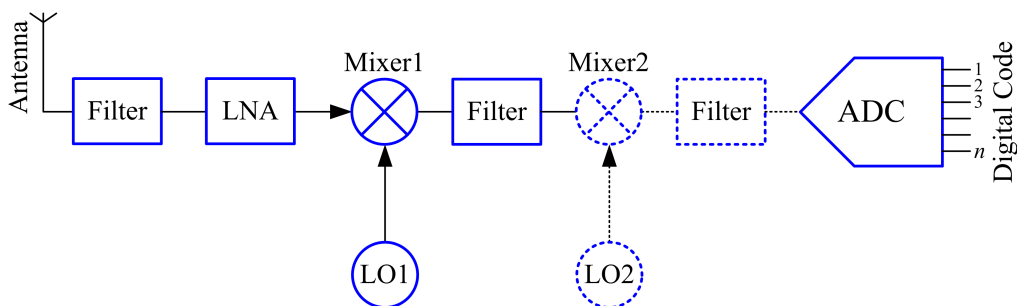 Antenna
Filter
LNA
Mixer1
LO1
Filter
Mixer2
LO2
Filter
ADC
1
2
3
n
Digital Code